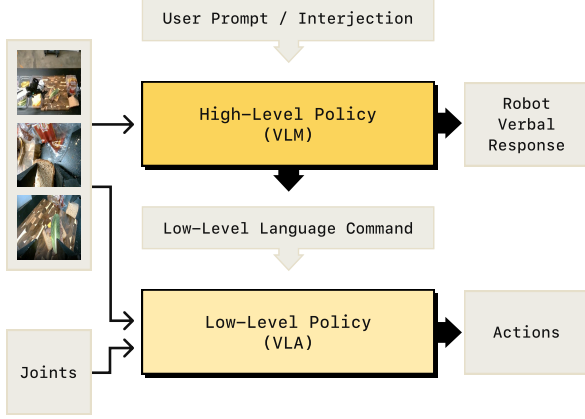 User Prompt / Interjection
High-Level Policy
(VLM)
Robot
Verbal
Response
Low-Level Language Command
Low-Level Policy
(VLA)
Actions
Joints